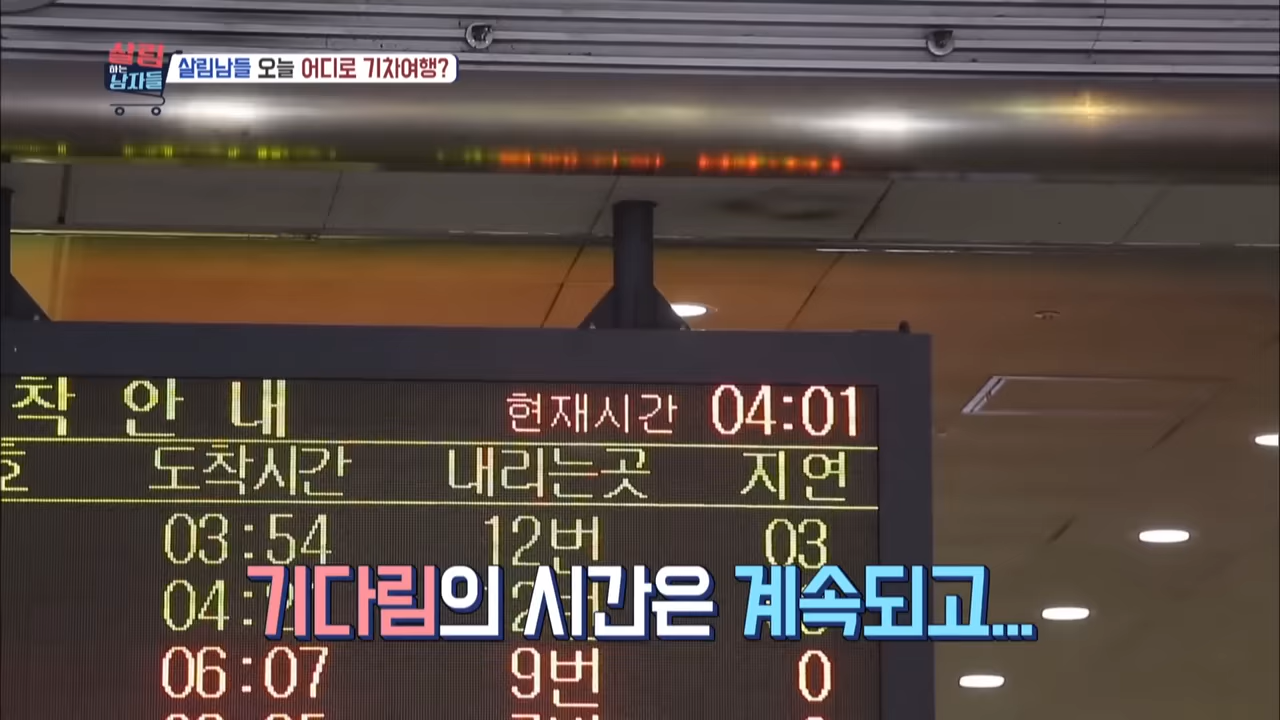 살림
하는
남자들
살림남들 오늘 어디로 기차여행?
착 안 내 현재시간 04:01
도착시간 내리는곳 지연
03:54 12번 03
기다림의 시간은 계속되고...
06:07 9번 0